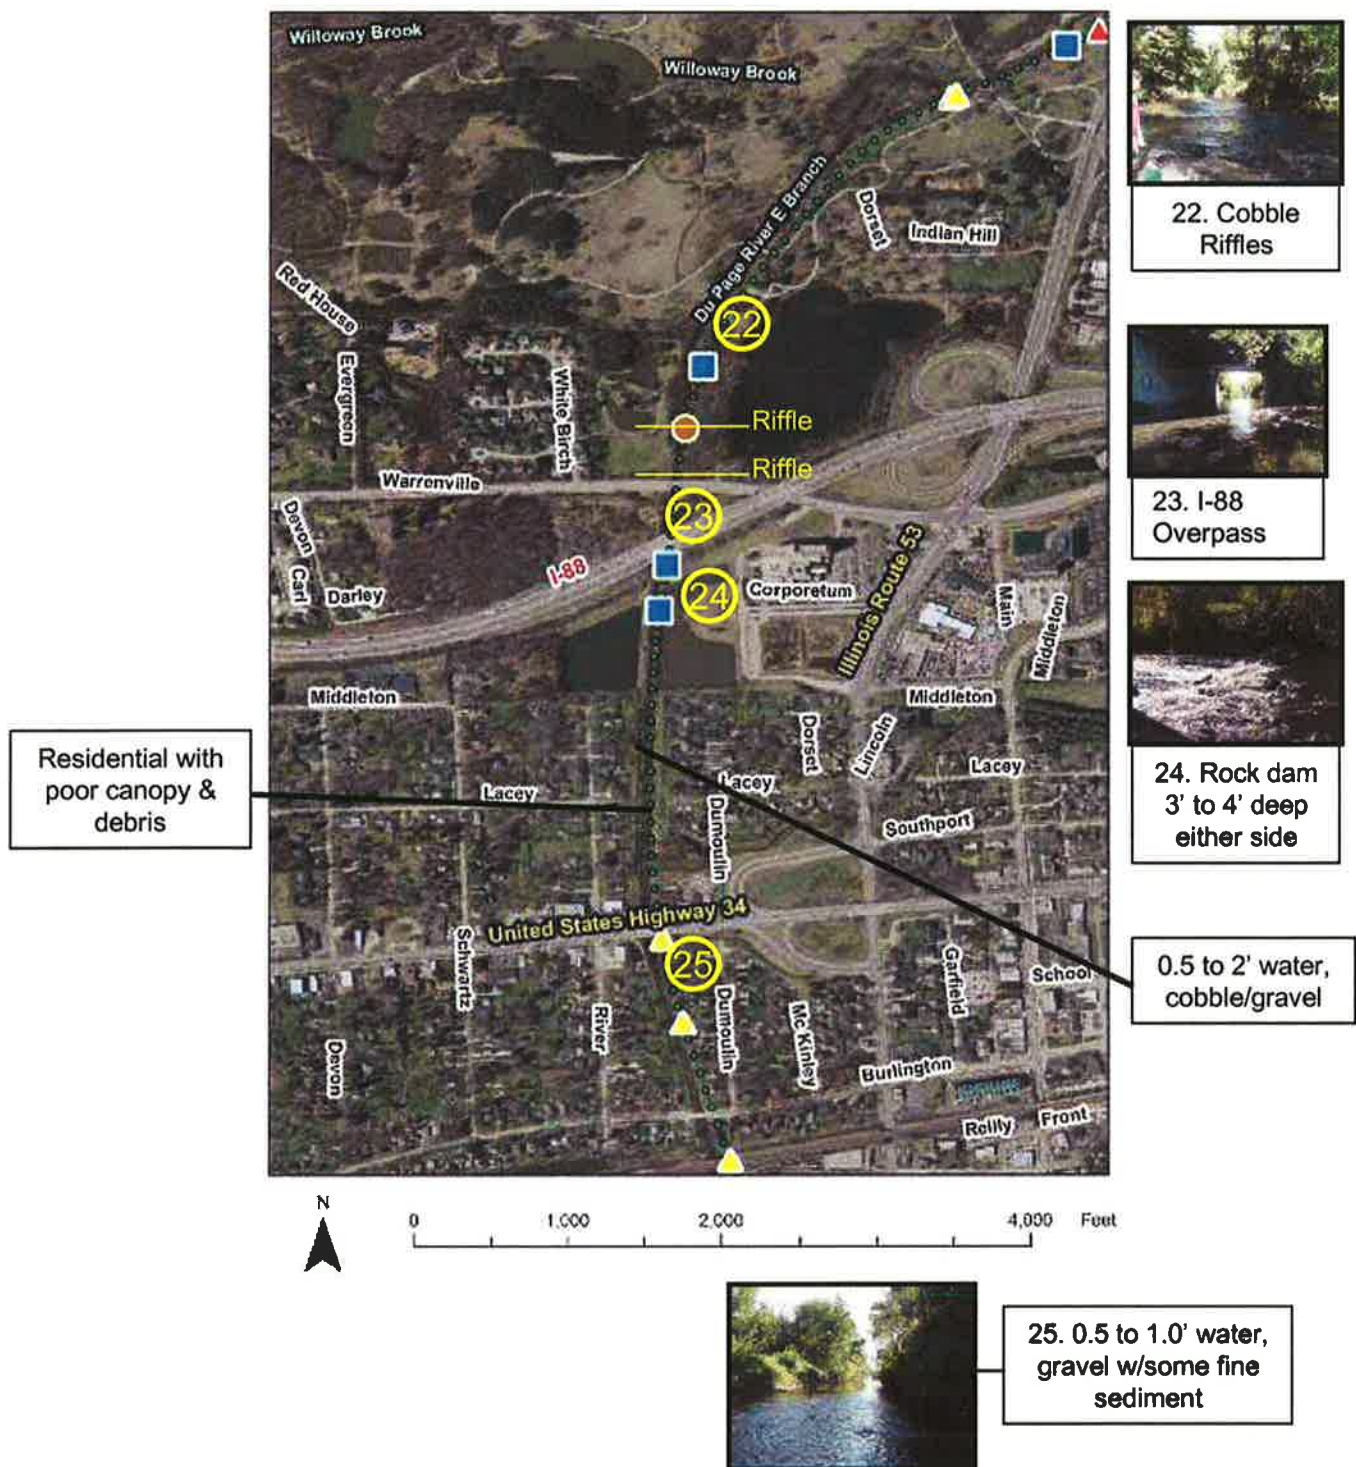 Willoway Brook
Willoway Brook
Du Page River E Branch
Dorset
Indian Hill
22
Red House
Evergreen
White Birch
Riffle
Riffle
Warrenville
23
Devon
Carl
Darley
I-88
24
Corporetum
Illinois Route 53
Main
Middleton
Middleton
Middleton
Dorset
Lincoln
Lacey
Lacey
Lacey
Dumoulin
Southport
United States Highway 34
25
Schwartz
River
Devon
Dumoulin
Mc Kinley
Garfield
School
Burlington
Reilly
Front
22. Cobble
Riffles
23. I-88
Overpass
24. Rock dam
3' to 4' deep
either side
Residential with
poor canopy &
debris
0.5 to 2' water,
cobble/gravel
N
0 1,000 2,000 4,000 Feet
25. 0.5 to 1.0' water,
gravel w/some fine
sediment